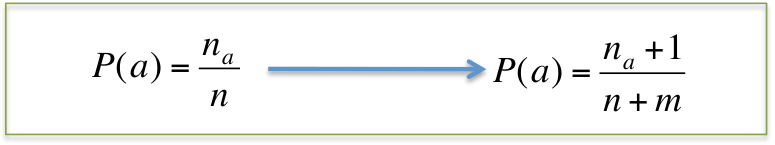 P(a) = n_a / n → P(a) = (n_a + 1) / (n + m)